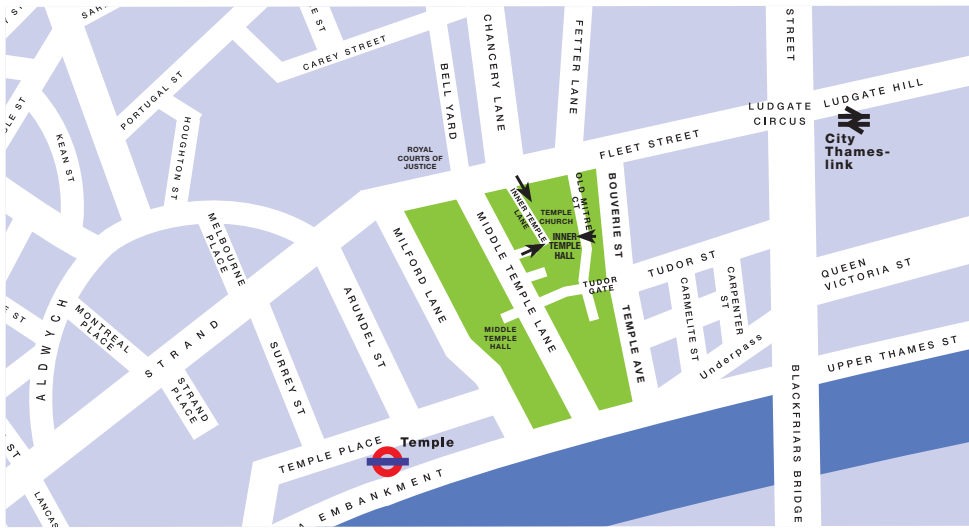 SAR
E ST
CAREY STREET
PORTUGAL ST
HOUGHTON ST
KEAN ST
BELL YARD
CHANCERY LANE
FETTER LANE
STREET
LUDGATE
CIRCUS
LUDGATE HILL
City
Thames-
link
FLEET STREET
ROYAL
COURTS OF
JUSTICE
INNER TEMPLE
LANE
TEMPLE
CHURCH
OLD MITRE
CT
INNER
TEMPLE
HALL
BOUVERIE ST
MELBOURNE
PLACE
MILFORD LANE
MIDDLE TEMPLE LANE
TUDOR ST
TUDOR
GATE
QUEEN
VICTORIA ST
CARMELITE ST
CARPENTER
ST
ALDWYCH
MONTREAL
PLACE
STRAND
STRAND
PLACE
SURREY ST
ARUNDEL ST
MIDDLE
TEMPLE
HALL
TEMPLE AVE
Underpass
UPPER THAMES ST
BLACKFRIARS BRIDGE
TEMPLE PLACE
Temple
A EMBANKMENT
LANCAS